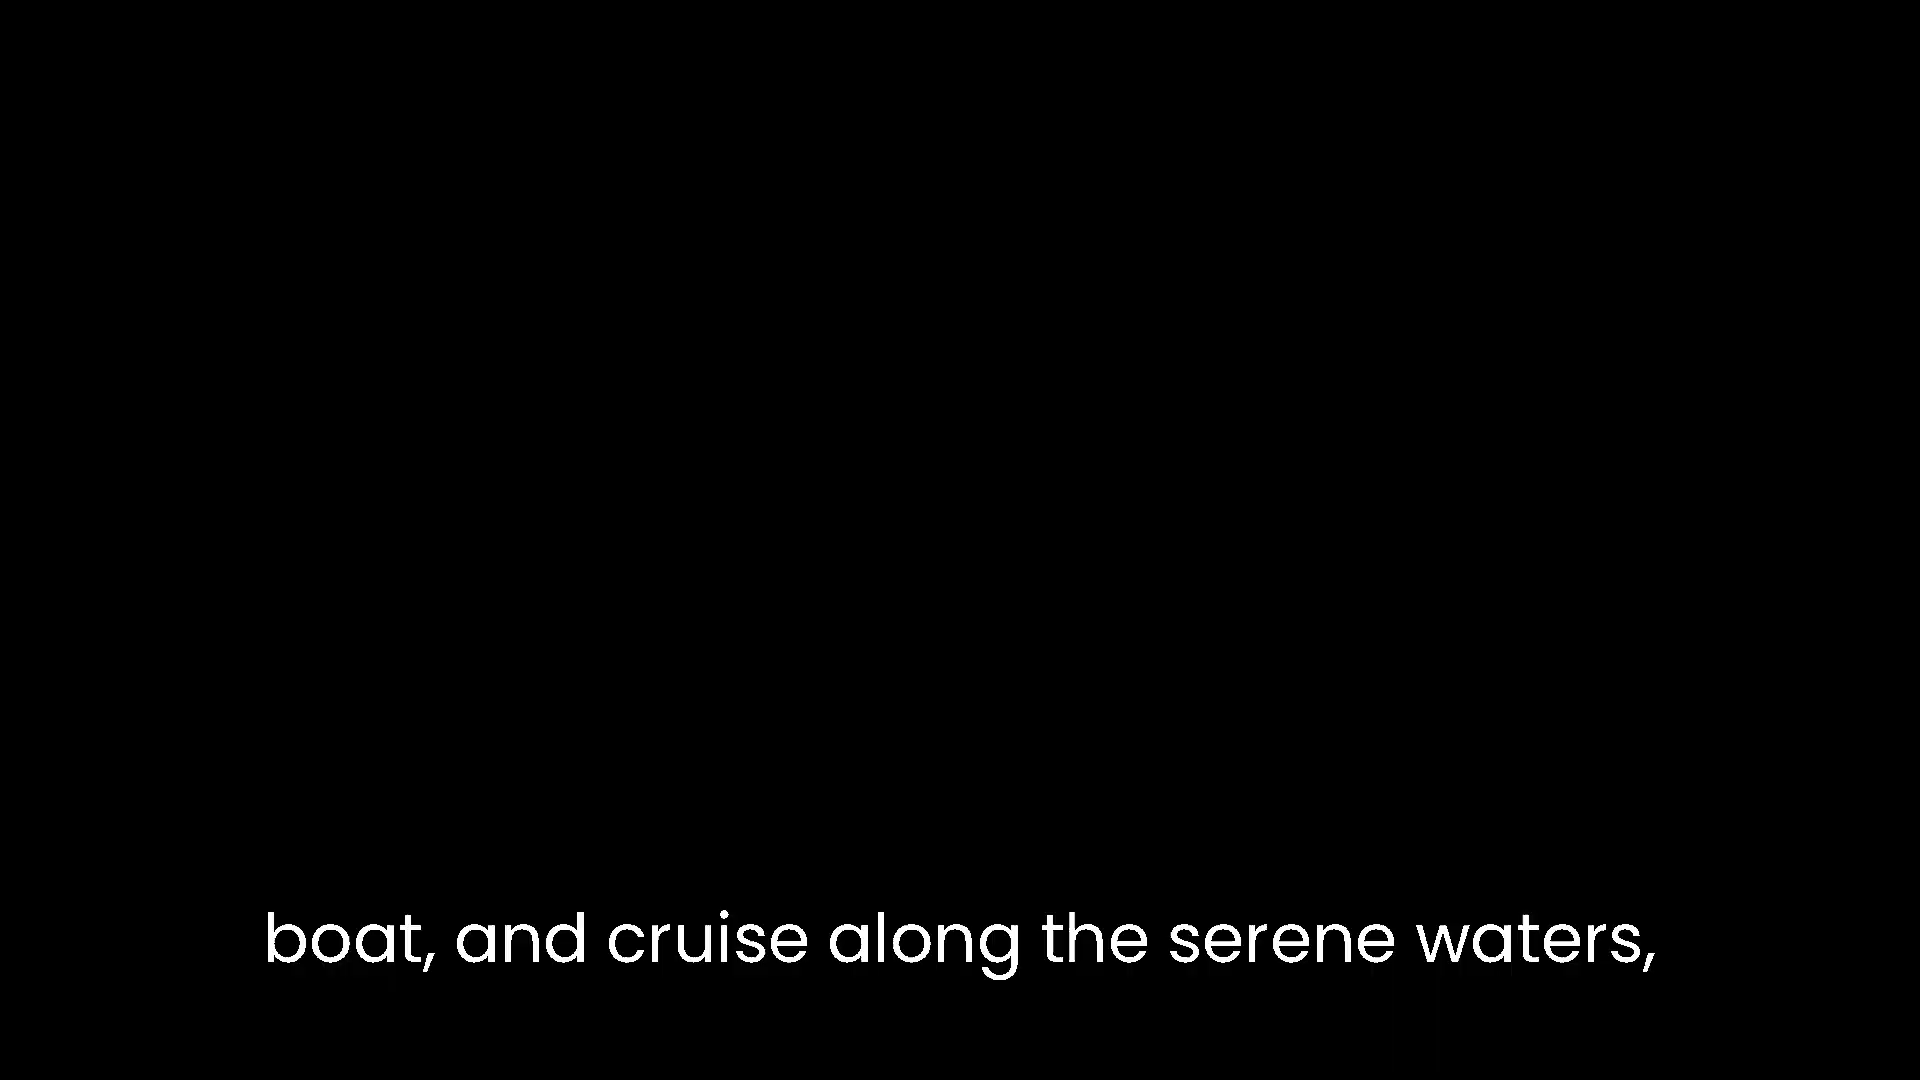 boat, and cruise along the serene waters,